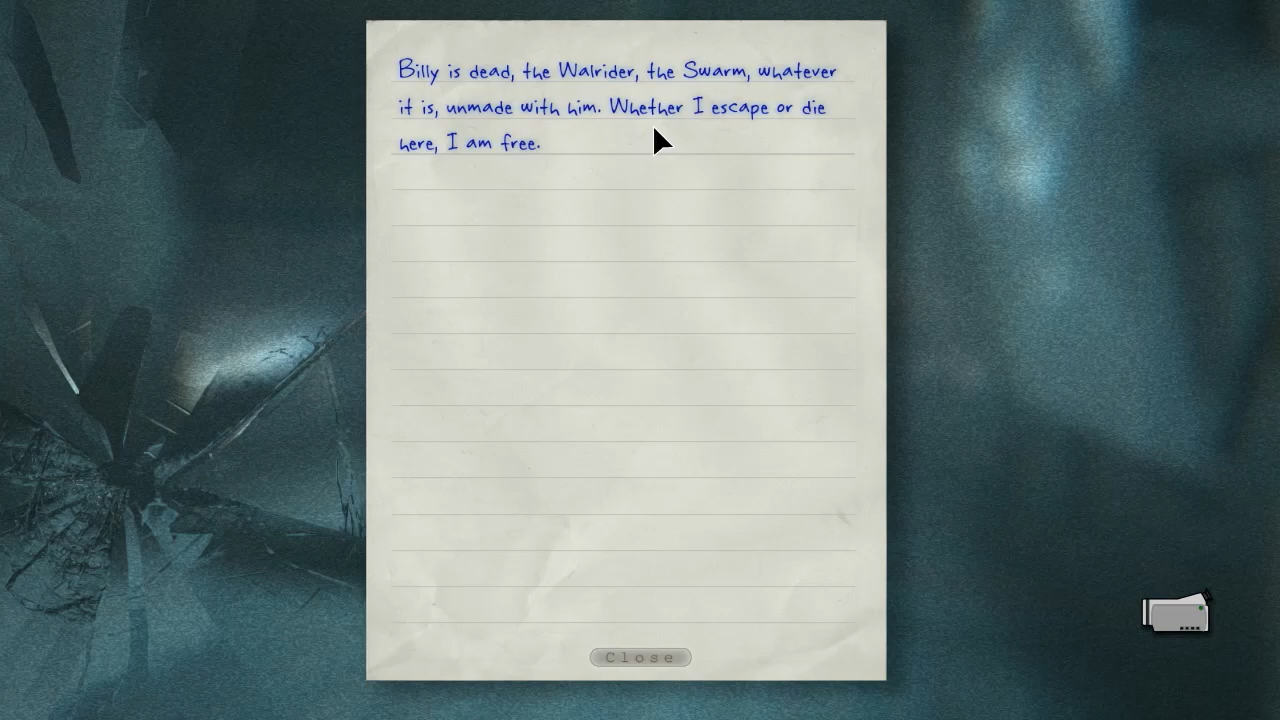 Billy is dead, the Walrider, the Swarm, whatever
it is, unmade with him. Whether I escape or die
here, I am free.
Close